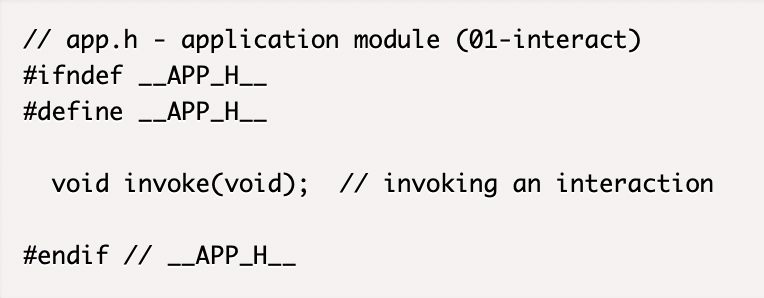 // app.h - application module (01-interact)
#ifndef __APP_H__
#define __APP_H__
void invoke(void);  // invoking an interaction
#endif // __APP_H__